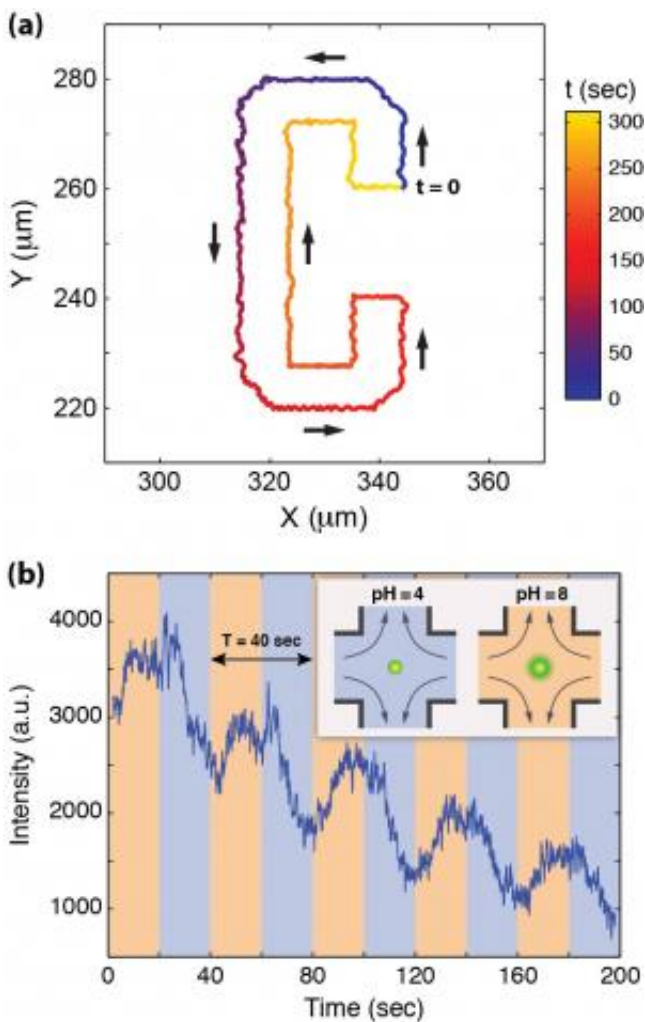 (a)
280
270
260
240
220
Y (μm)
300
320
340
360
X (μm)
t = 0
t (sec)
300
250
200
150
100
50
0
(b)
4000
3000
2000
1000
Intensity (a.u.)
T = 40 sec
pH = 4
pH = 8
0
40
80
120
160
200
Time (sec)